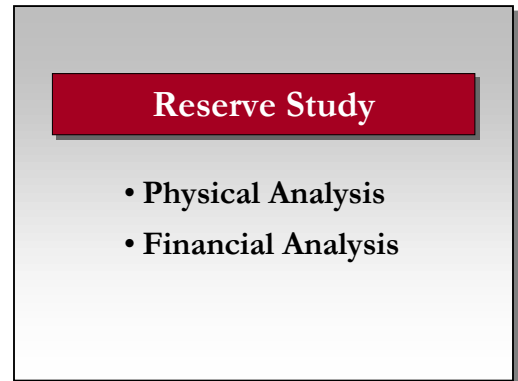 Reserve Study
• Physical Analysis
• Financial Analysis